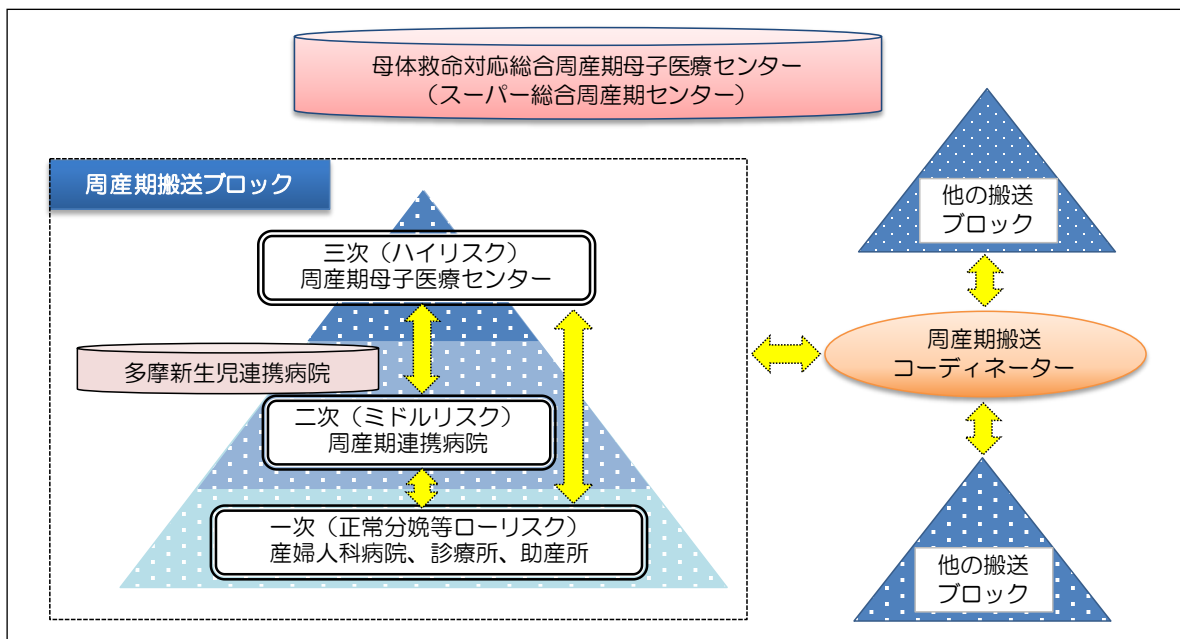 母体救命対応総合周産期母子医療センター
（スーパー総合周産期センター）
周産期搬送ブロック
三次（ハイリスク）
周産期母子医療センター
多摩新生児連携病院
二次（ミドルリスク）
周産期連携病院
一次（正常分娩等ローリスク）
産婦人科病院、診療所、助産所
他の搬送
ブロック
周産期搬送
コーディネーター
他の搬送
ブロック